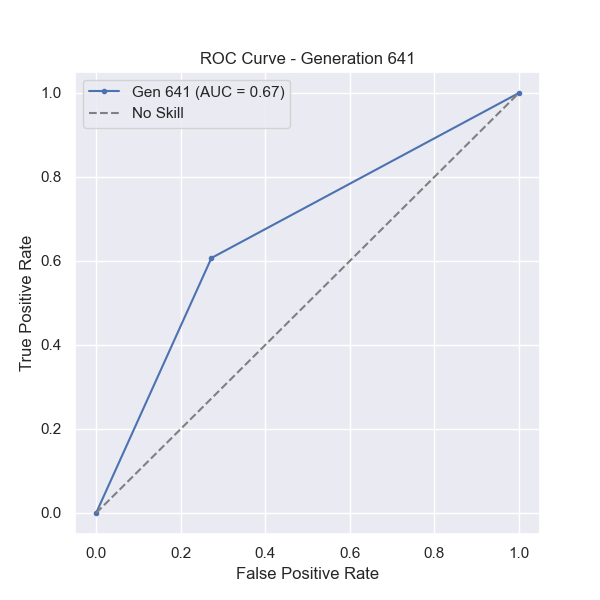 ROC Curve - Generation 641
Gen 641 (AUC = 0.67)
No Skill
1.0
0.8
0.6
0.4
0.2
0.0
True Positive Rate
0.0 0.2 0.4 0.6 0.8 1.0
False Positive Rate